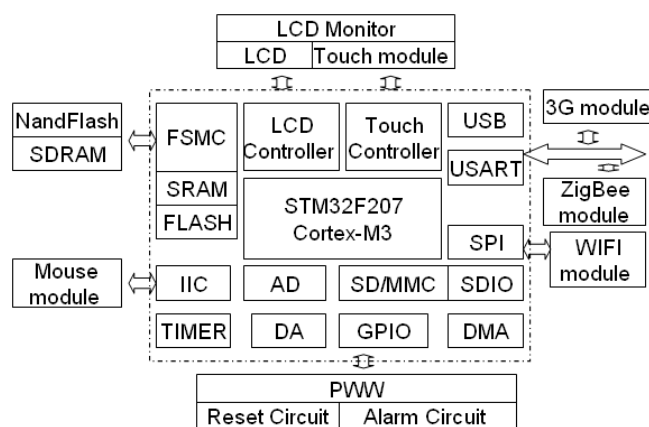 LCD Monitor
LCD
Touch module
NandFlash
SDRAM
FSMC
SRAM
FLASH
LCD
Controller
Touch
Controller
USB
USART
3G module
ZigBee
module
STM32F207
Cortex-M3
SPI
WIFI
module
Mouse
module
IIC
AD
SD/MMC
SDIO
TIMER
DA
GPIO
DMA
PWW
Reset Circuit
Alarm Circuit